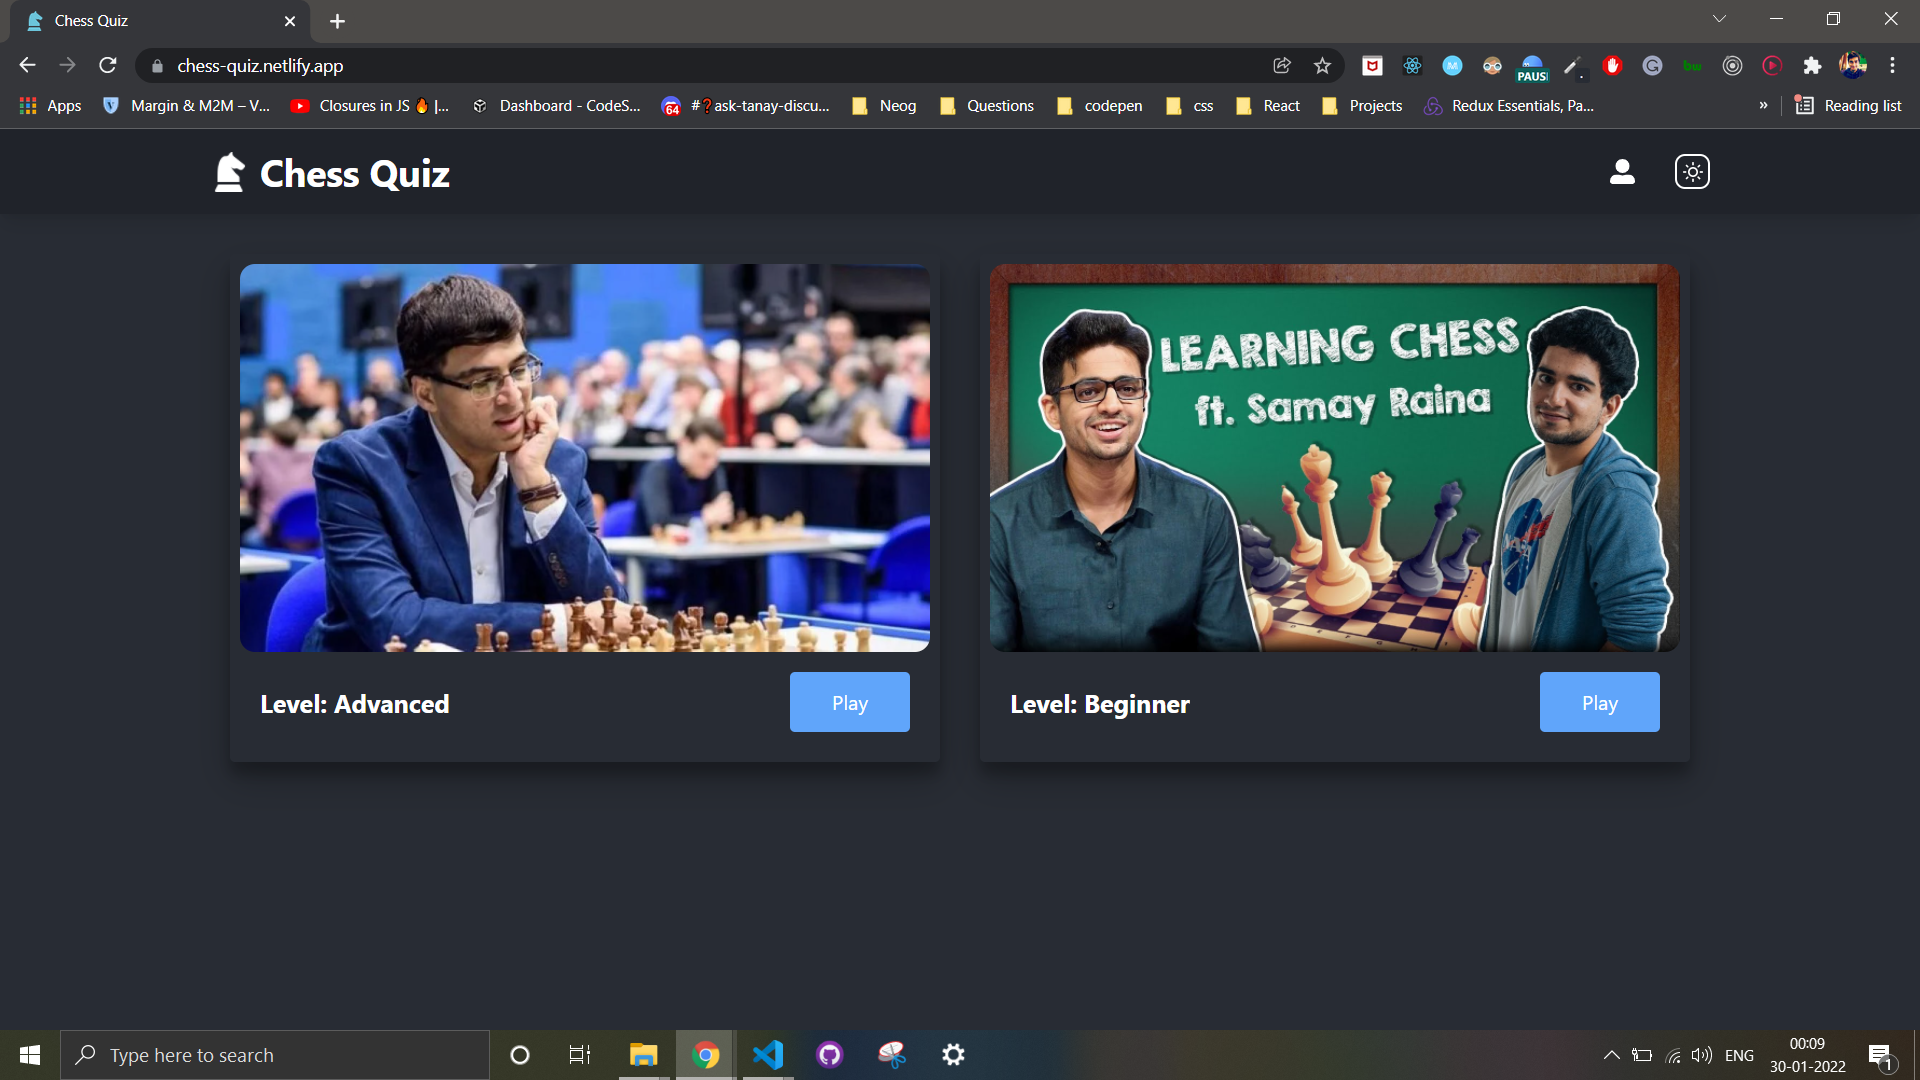 Chess Quiz
chess-quiz.netlify.app
PAUS!
Apps
Margin & M2M – V...
Closures in JS 🔥 |...
Dashboard - CodeS...
64
#❓ask-tanay-discu...
Neog
Questions
codepen
css
React
Projects
Redux Essentials, Pa...
»
Reading list
Chess Quiz
LEARNING CHESS
ft. Samay Raina
Level: Advanced
Play
Level: Beginner
Play
Type here to search
ENG
00:09
30-01-2022
1